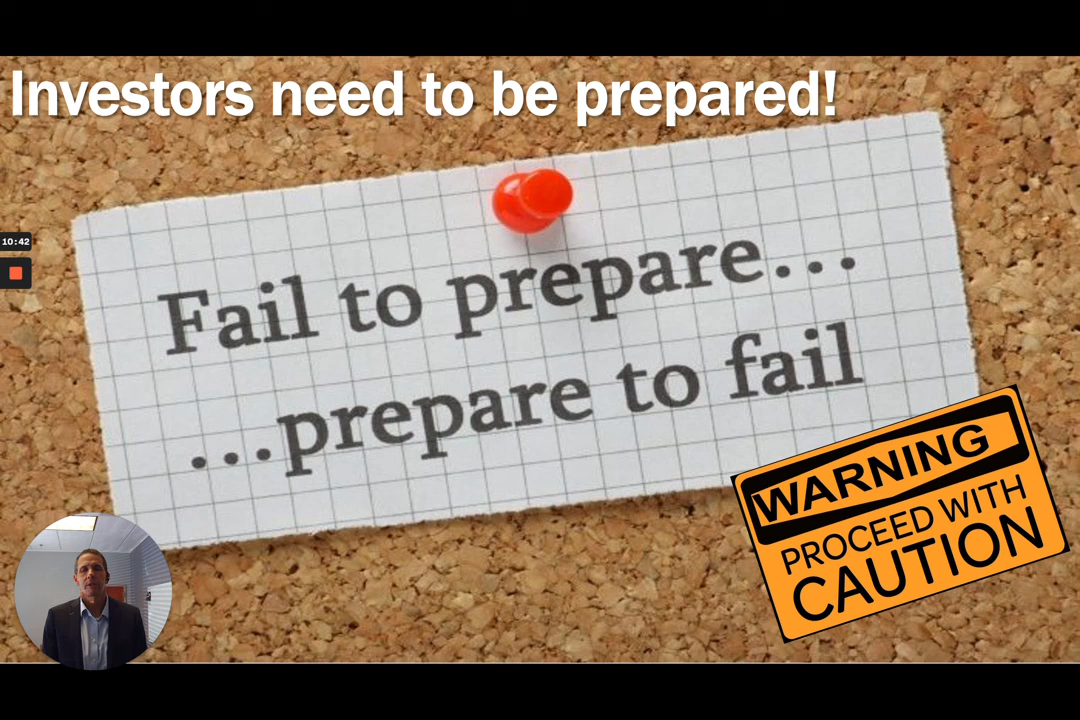 Investors need to be prepared!
10:42
Fail to prepare...
...prepare to fail
WARNING
PROCEED WITH
CAUTION